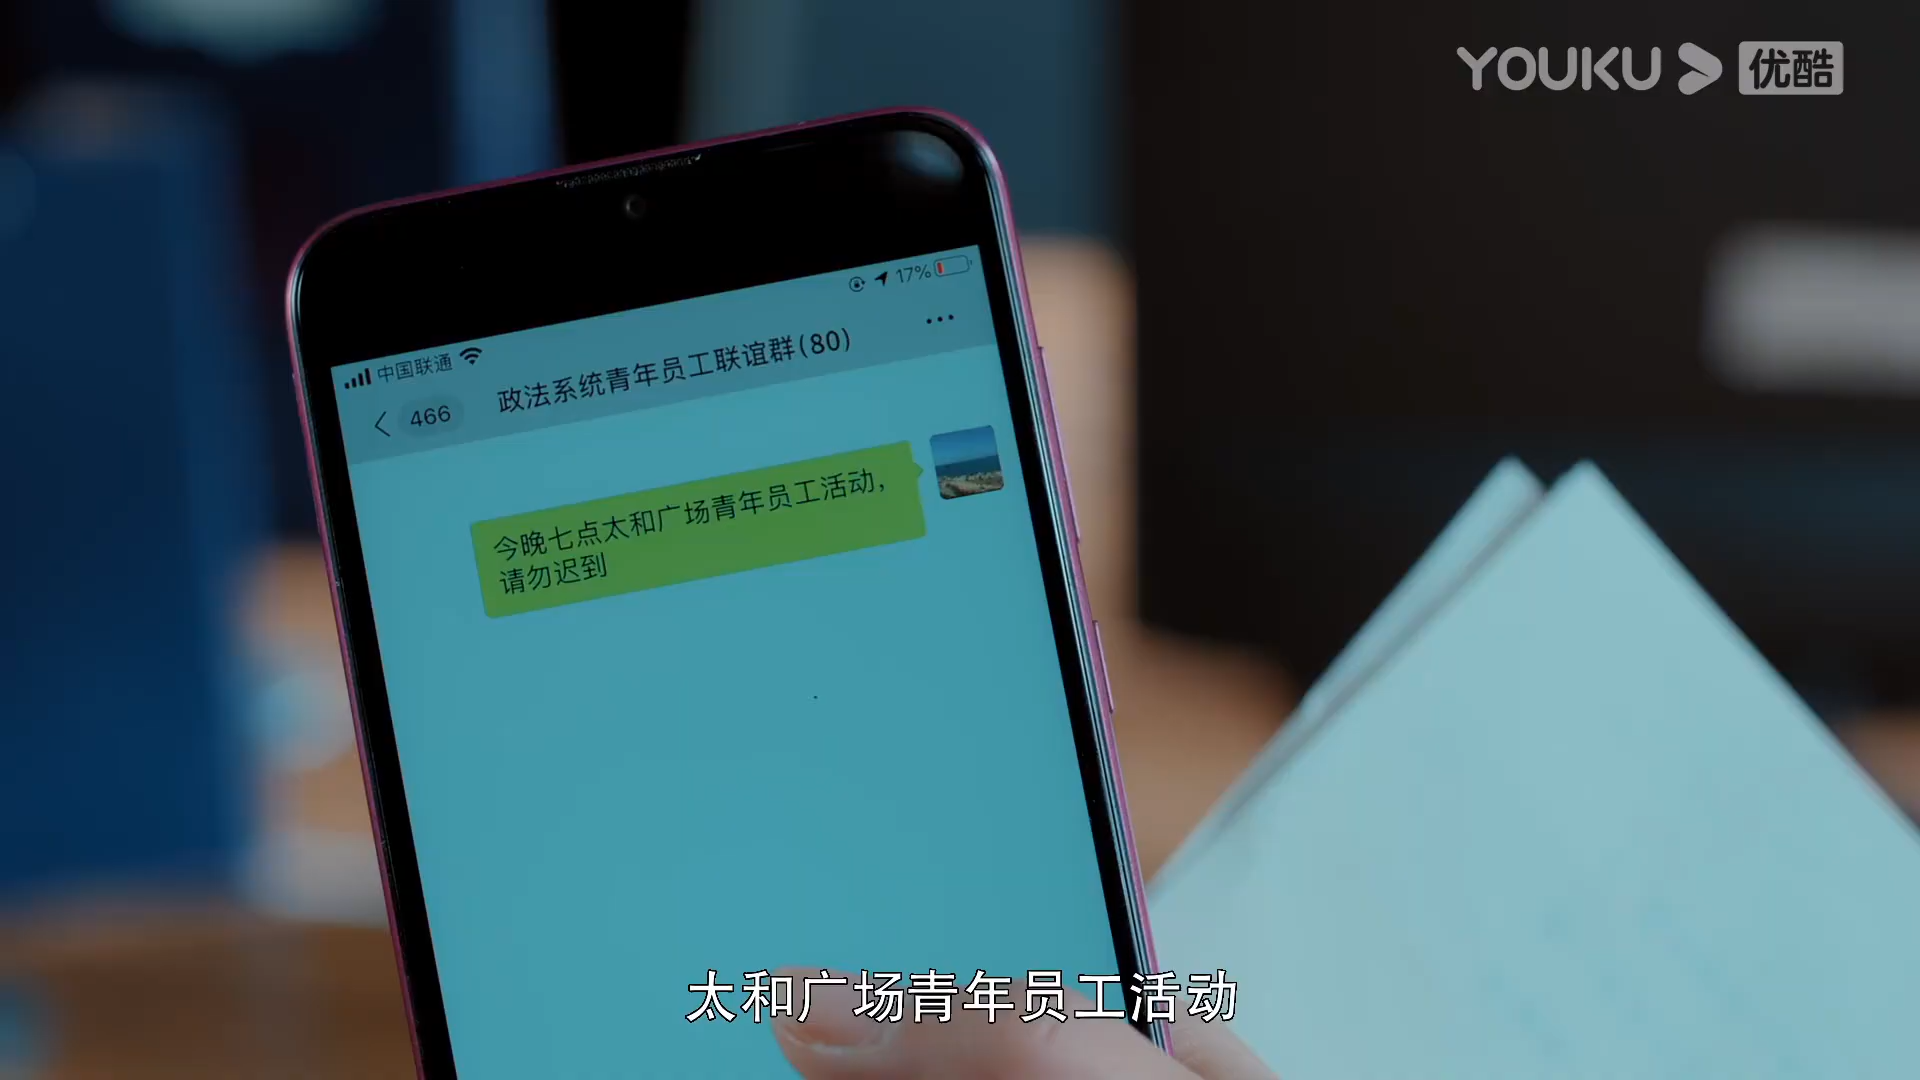 YOUKU 优酷
17%
中国联通
466
政法系统青年员工联谊群(80)
今晚七点太和广场青年员工活动，
请勿迟到
太和广场青年员工活动